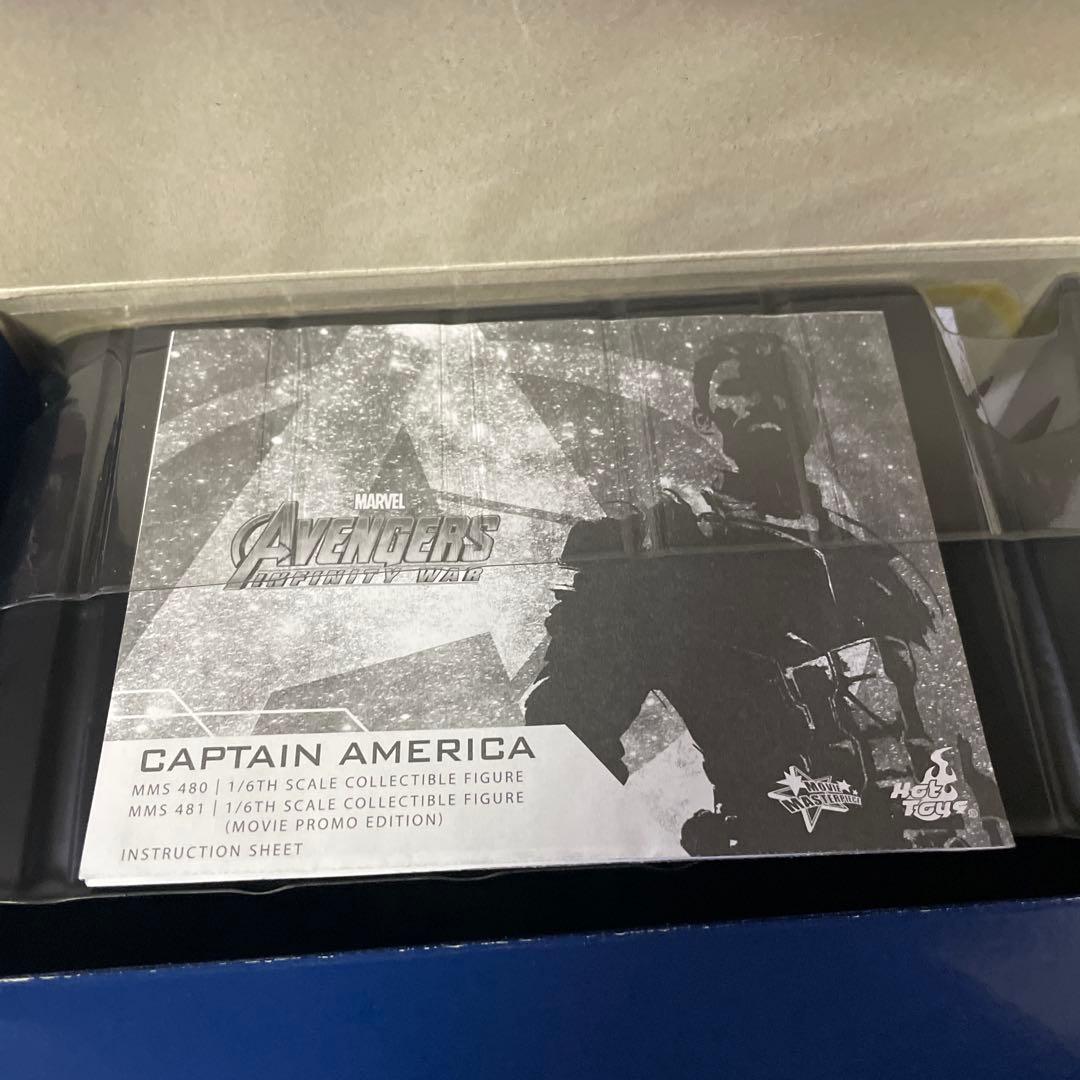 MARVEL
AVENGERS
INFINITY WAR
CAPTAIN AMERICA
MMS 480 | 1/6TH SCALE COLLECTIBLE FIGURE
MMS 481 | 1/6TH SCALE COLLECTIBLE FIGURE
(MOVIE PROMO EDITION)
INSTRUCTION SHEET
MOVIE
MASTERPIECE
Hot
Toys®